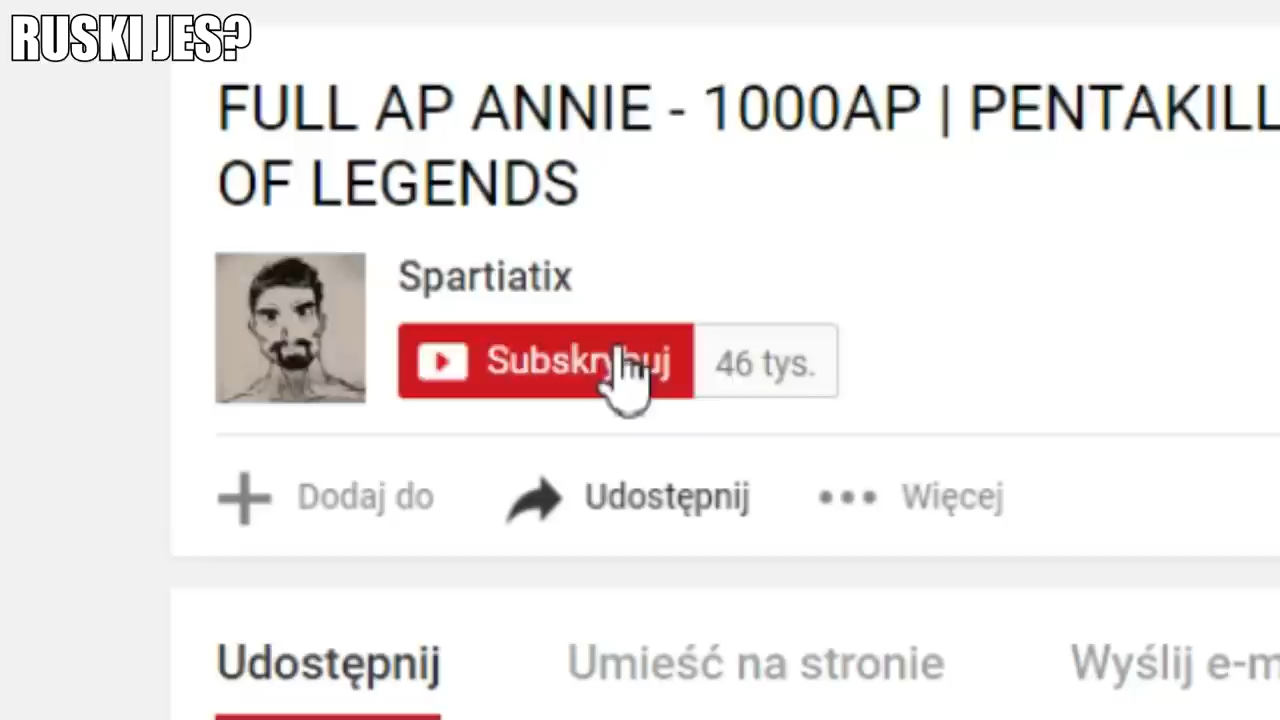 RUSKI JES?
FULL AP ANNIE - 1000AP | PENTAKILL
OF LEGENDS
Spartiatix
Subskrybuj 46 tys.
Dodaj do Udostępnij Więcej
Udostępnij Umieść na stronie Wyślij e-m